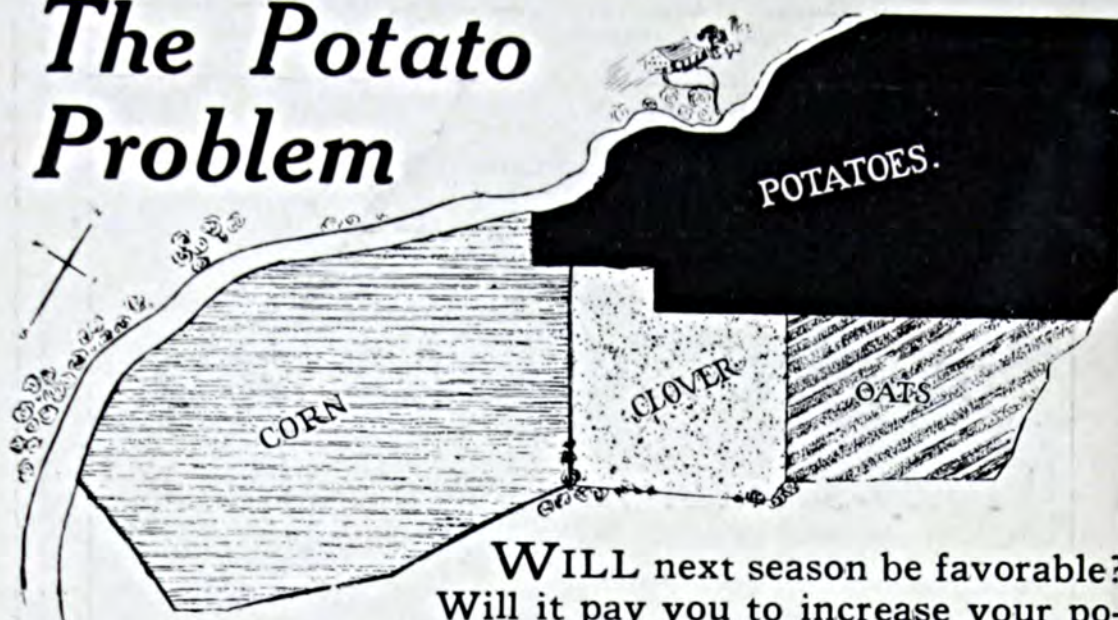 The Potato
Problem
POTATOES.
CORN
CLOVER
OATS
WILL next season be favorable?
Will it pay you to increase your po-